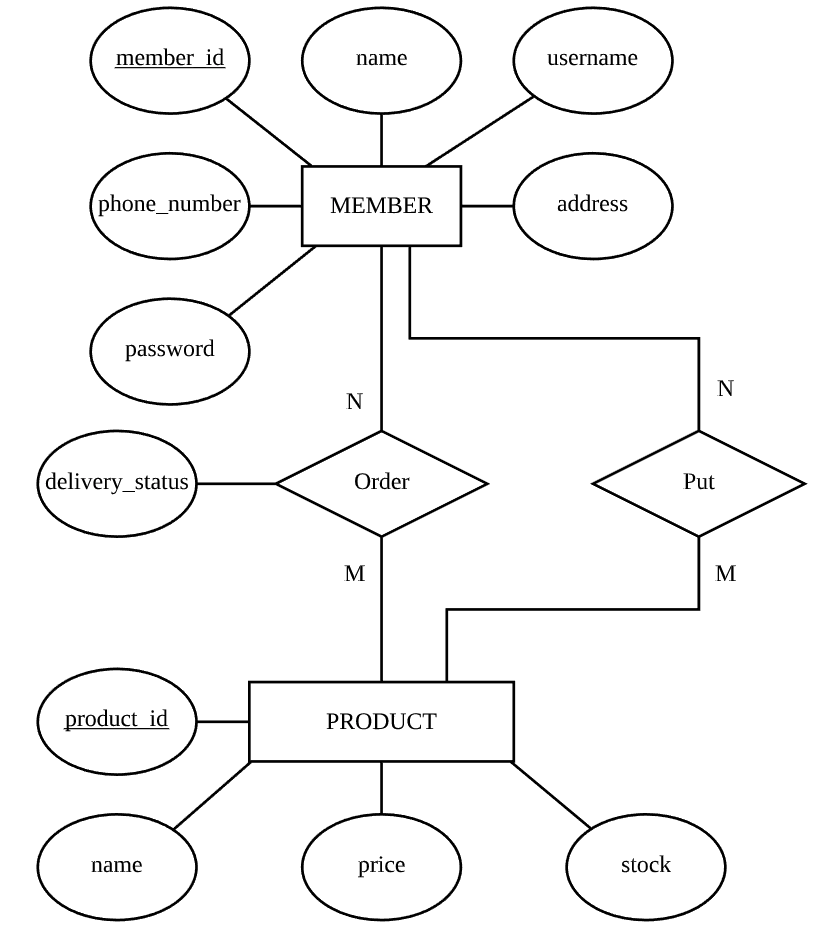 member_id
name
username
phone_number
MEMBER
address
password
N
N
delivery_status
Order
Put
M
M
product_id
PRODUCT
name
price
stock